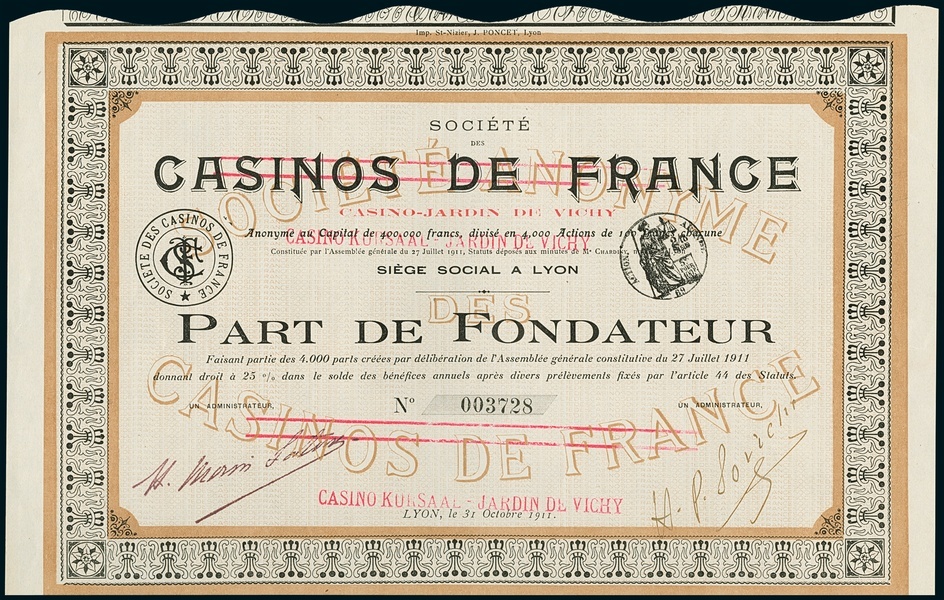 Imp. St-Nizier, J. PONCET, Lyon
SOCIÉTÉ
DES
CASINOS DE FRANCE
SOCIÉTÉ ANONYME
CASINO-JARDIN DE VICHY
Anonyme au Capital de 400.000 francs, divisé en 4.000 Actions de 100 francs chacune
CASINO KURSAAL - JARDIN DE VICHY
Constituée par l'Assemblée générale du 27 Juillet 1911, Statuts déposés aux minutes de Mᵉ
SIÈGE SOCIAL A LYON
SOCIÉTÉ DES CASINOS DE FRANCE
DES
PART DE FONDATEUR
Faisant partie des 4.000 parts créées par délibération de l'Assemblée générale constitutive du 27 Juillet 1911
donnant droit à 25 % dans le solde des bénéfices annuels après divers prélèvements fixés par l'article 44 des Statuts.
UN ADMINISTRATEUR,
Nº 003728
UN ADMINISTRATEUR,
CASINOS DE FRANCE
CASINO KURSAAL - JARDIN DE VICHY
LYON, le 31 Octobre 1911.